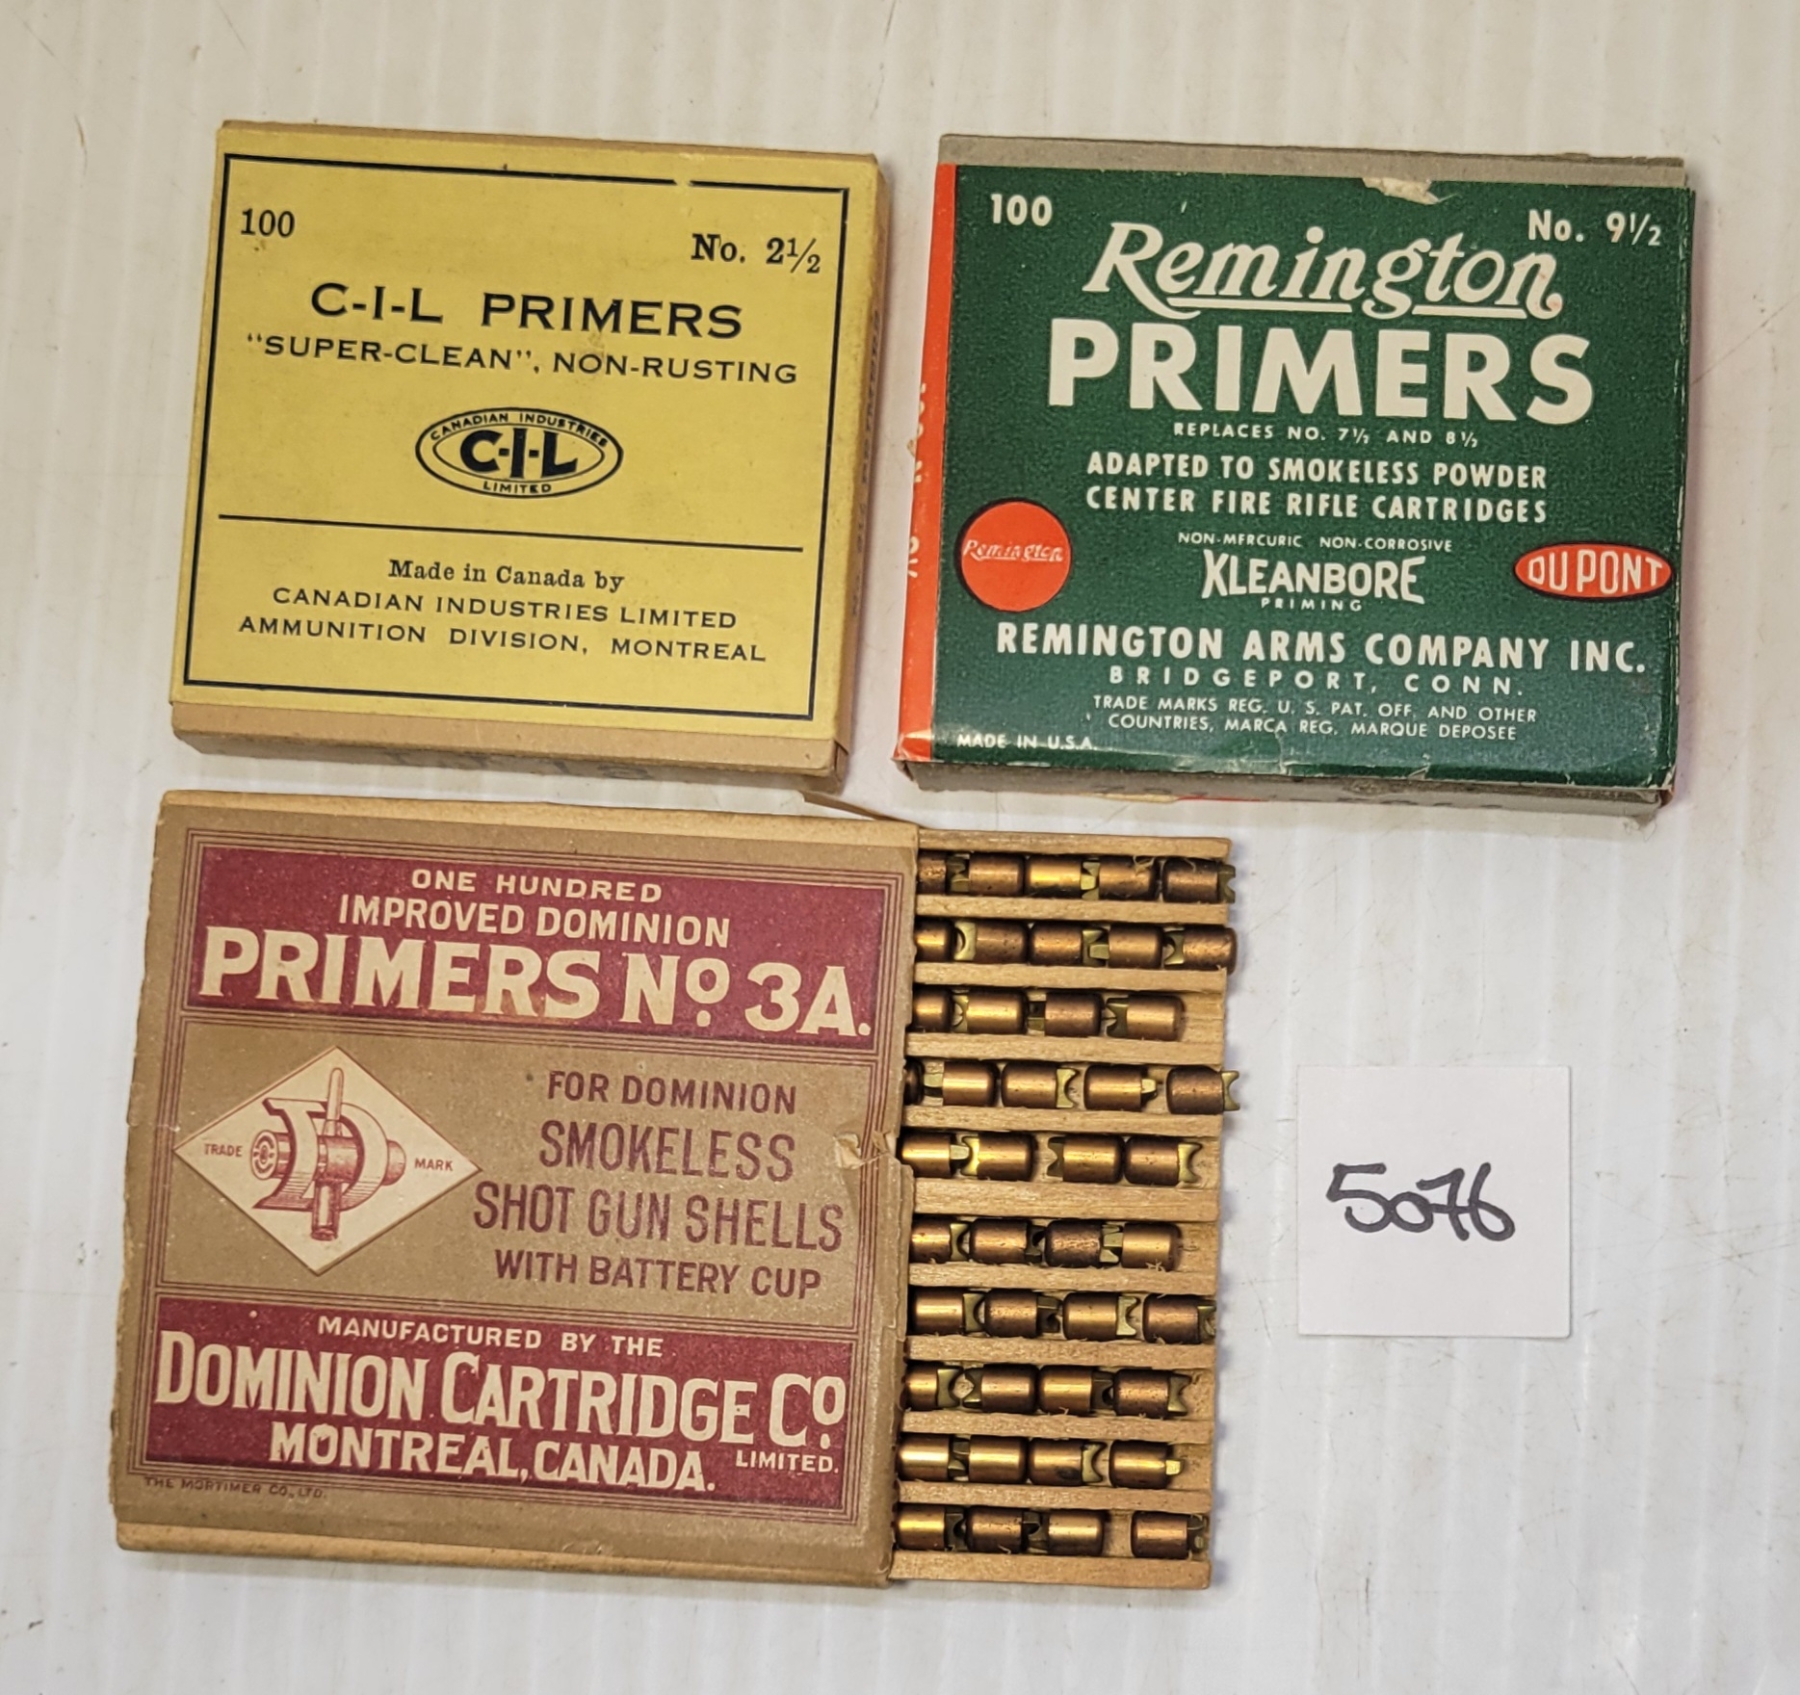 100
No. 2½
C-I-L PRIMERS
"SUPER-CLEAN", NON-RUSTING
CANADIAN INDUSTRIES
C-I-L
LIMITED
Made in Canada by
CANADIAN INDUSTRIES LIMITED
AMMUNITION DIVISION, MONTREAL
100
No. 9½
Remington
PRIMERS
REPLACES NO. 7½ AND 8½
ADAPTED TO SMOKELESS POWDER
CENTER FIRE RIFLE CARTRIDGES
Remington
NON-MERCURIC NON-CORROSIVE
KLEANBORE
PRIMING
DU PONT
REMINGTON ARMS COMPANY INC.
BRIDGEPORT, CONN.
TRADE MARKS REG. U. S. PAT. OFF. AND OTHER
COUNTRIES, MARCA REG. MARQUE DEPOSEE
MADE IN U.S.A.
ONE HUNDRED
IMPROVED DOMINION
PRIMERS No. 3A.
TRADE MARK
FOR DOMINION
SMOKELESS
SHOT GUN SHELLS
WITH BATTERY CUP
MANUFACTURED BY THE
DOMINION CARTRIDGE Co.
LIMITED.
MONTREAL, CANADA.
THE MORTIMER CO., LTD.
5076